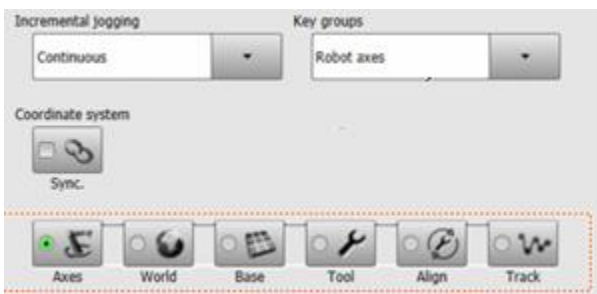 Incremental jogging Key groups
Continuous Robot axes
Coordinate system
Sync.
Axes World Base Tool Align Track